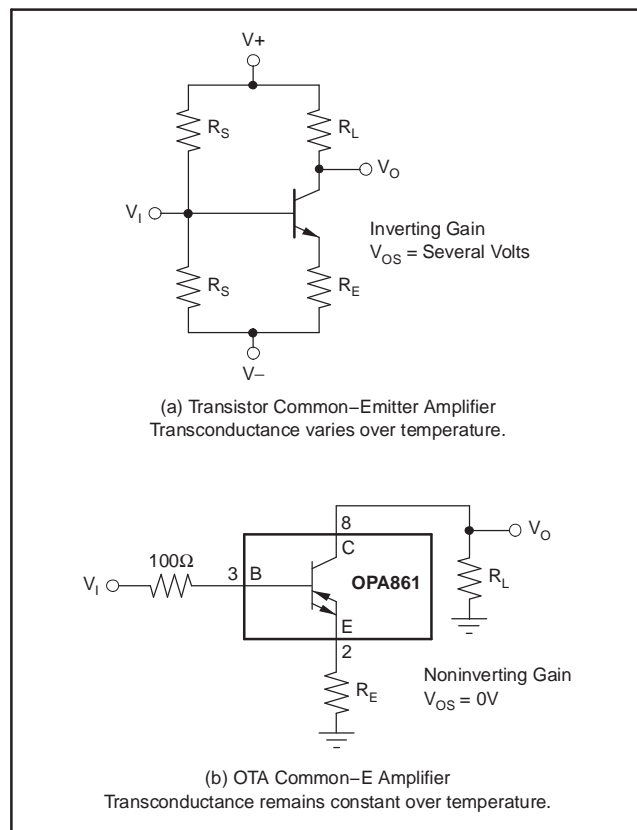 V+
R_S
R_L
V_O
V_I
Inverting Gain
V_OS = Several Volts
R_S
R_E
V−
(a) Transistor Common−Emitter Amplifier
Transconductance varies over temperature.
8
V_O
C
100Ω
3 B
OPA861
R_L
V_I
E
2
Noninverting Gain
V_OS = 0V
R_E
(b) OTA Common−E Amplifier
Transconductance remains constant over temperature.